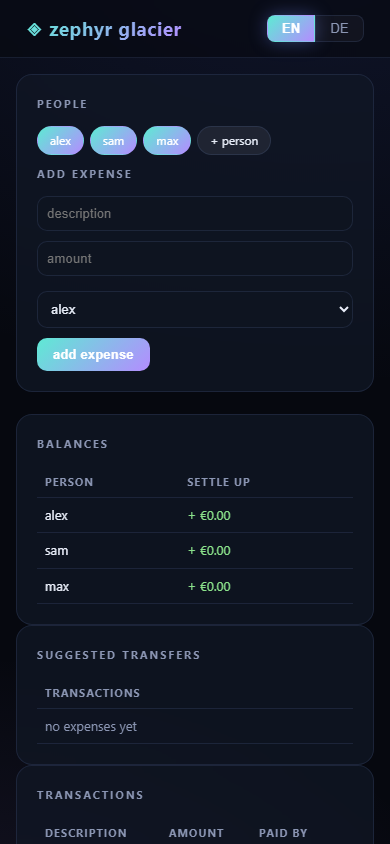 ◈ zephyr glacier EN DE
PEOPLE
alex sam max + person
ADD EXPENSE
description
amount
alex
add expense
BALANCES
PERSON SETTLE UP
alex + €0.00
sam + €0.00
max + €0.00
SUGGESTED TRANSFERS
TRANSACTIONS
no expenses yet
TRANSACTIONS
DESCRIPTION AMOUNT PAID BY